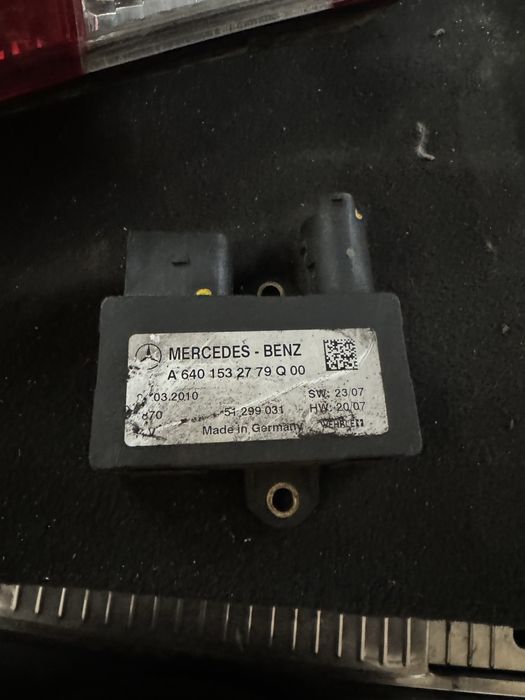 MERCEDES - BENZ
A 640 153 27 79 Q 00
03.2010
SW: 23/07
870
51.299 031
HW: 20/07
Made in Germany
WEHRLE